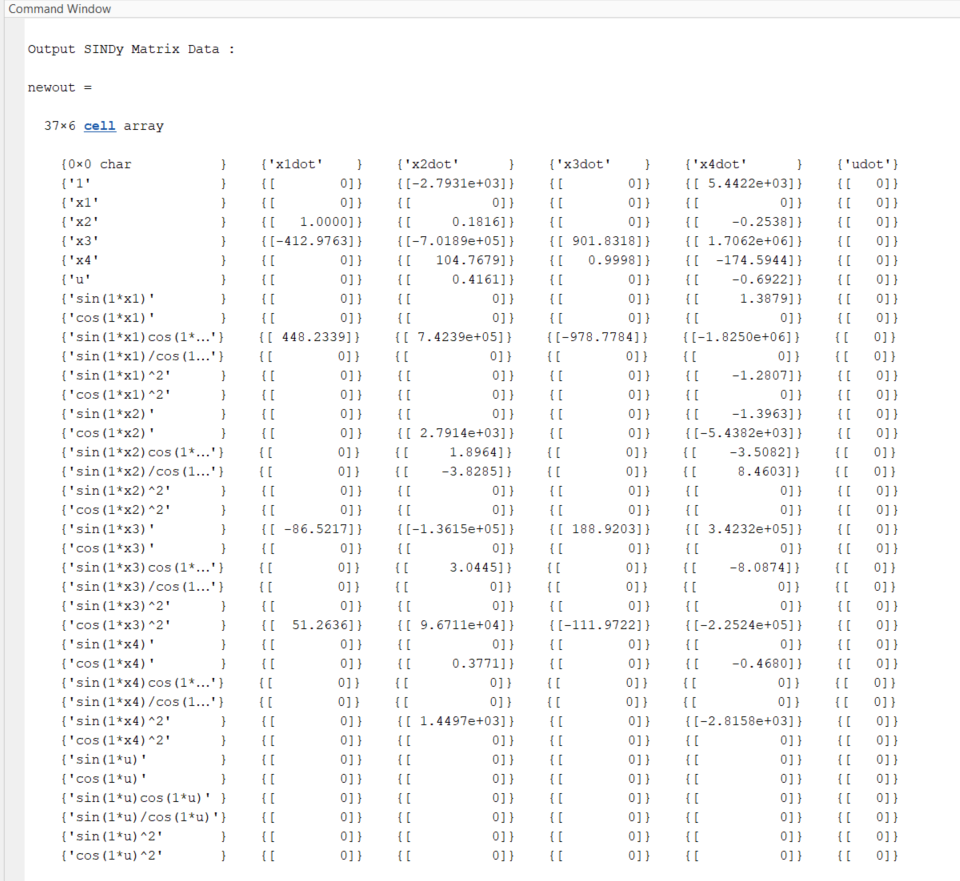 Command Window
Output SINDy Matrix Data :
newout =
37×6 cell array
{0×0 char } {'x1dot' } {'x2dot' } {'x3dot' } {'x4dot' } {'udot'}
{'1' } {[ 0]} {[-2.7931e+03]} {[ 0]} {[ 5.4422e+03]} {[ 0]}
{'x1' } {[ 0]} {[ 0]} {[ 0]} {[ 0]} {[ 0]}
{'x2' } {[ 1.0000]} {[ 0.1816]} {[ 0]} {[ -0.2538]} {[ 0]}
{'x3' } {[-412.9763]} {[-7.0189e+05]} {[ 901.8318]} {[ 1.7062e+06]} {[ 0]}
{'x4' } {[ 0]} {[ 104.7679]} {[ 0.9998]} {[ -174.5944]} {[ 0]}
{'u' } {[ 0]} {[ 0.4161]} {[ 0]} {[ -0.6922]} {[ 0]}
{'sin(1*x1)' } {[ 0]} {[ 0]} {[ 0]} {[ 1.3879]} {[ 0]}
{'cos(1*x1)' } {[ 0]} {[ 0]} {[ 0]} {[ 0]} {[ 0]}
{'sin(1*x1)cos(1*...'} {[ 448.2339]} {[ 7.4239e+05]} {[-978.7784]} {[-1.8250e+06]} {[ 0]}
{'sin(1*x1)/cos(1...'} {[ 0]} {[ 0]} {[ 0]} {[ 0]} {[ 0]}
{'sin(1*x1)^2' } {[ 0]} {[ 0]} {[ 0]} {[ -1.2807]} {[ 0]}
{'cos(1*x1)^2' } {[ 0]} {[ 0]} {[ 0]} {[ 0]} {[ 0]}
{'sin(1*x2)' } {[ 0]} {[ 0]} {[ 0]} {[ -1.3963]} {[ 0]}
{'cos(1*x2)' } {[ 0]} {[ 2.7914e+03]} {[ 0]} {[-5.4382e+03]} {[ 0]}
{'sin(1*x2)cos(1*...'} {[ 0]} {[ 1.8964]} {[ 0]} {[ -3.5082]} {[ 0]}
{'sin(1*x2)/cos(1...'} {[ 0]} {[ -3.8285]} {[ 0]} {[ 8.4603]} {[ 0]}
{'sin(1*x2)^2' } {[ 0]} {[ 0]} {[ 0]} {[ 0]} {[ 0]}
{'cos(1*x2)^2' } {[ 0]} {[ 0]} {[ 0]} {[ 0]} {[ 0]}
{'sin(1*x3)' } {[ -86.5217]} {[-1.3615e+05]} {[ 188.9203]} {[ 3.4232e+05]} {[ 0]}
{'cos(1*x3)' } {[ 0]} {[ 0]} {[ 0]} {[ 0]} {[ 0]}
{'sin(1*x3)cos(1*...'} {[ 0]} {[ 3.0445]} {[ 0]} {[ -8.0874]} {[ 0]}
{'sin(1*x3)/cos(1...'} {[ 0]} {[ 0]} {[ 0]} {[ 0]} {[ 0]}
{'sin(1*x3)^2' } {[ 0]} {[ 0]} {[ 0]} {[ 0]} {[ 0]}
{'cos(1*x3)^2' } {[ 51.2636]} {[ 9.6711e+04]} {[-111.9722]} {[-2.2524e+05]} {[ 0]}
{'sin(1*x4)' } {[ 0]} {[ 0]} {[ 0]} {[ 0]} {[ 0]}
{'cos(1*x4)' } {[ 0]} {[ 0.3771]} {[ 0]} {[ -0.4680]} {[ 0]}
{'sin(1*x4)cos(1*...'} {[ 0]} {[ 0]} {[ 0]} {[ 0]} {[ 0]}
{'sin(1*x4)/cos(1...'} {[ 0]} {[ 0]} {[ 0]} {[ 0]} {[ 0]}
{'sin(1*x4)^2' } {[ 0]} {[ 1.4497e+03]} {[ 0]} {[-2.8158e+03]} {[ 0]}
{'cos(1*x4)^2' } {[ 0]} {[ 0]} {[ 0]} {[ 0]} {[ 0]}
{'sin(1*u)' } {[ 0]} {[ 0]} {[ 0]} {[ 0]} {[ 0]}
{'cos(1*u)' } {[ 0]} {[ 0]} {[ 0]} {[ 0]} {[ 0]}
{'sin(1*u)cos(1*u)' } {[ 0]} {[ 0]} {[ 0]} {[ 0]} {[ 0]}
{'sin(1*u)/cos(1*u)'} {[ 0]} {[ 0]} {[ 0]} {[ 0]} {[ 0]}
{'sin(1*u)^2' } {[ 0]} {[ 0]} {[ 0]} {[ 0]} {[ 0]}
{'cos(1*u)^2' } {[ 0]} {[ 0]} {[ 0]} {[ 0]} {[ 0]}